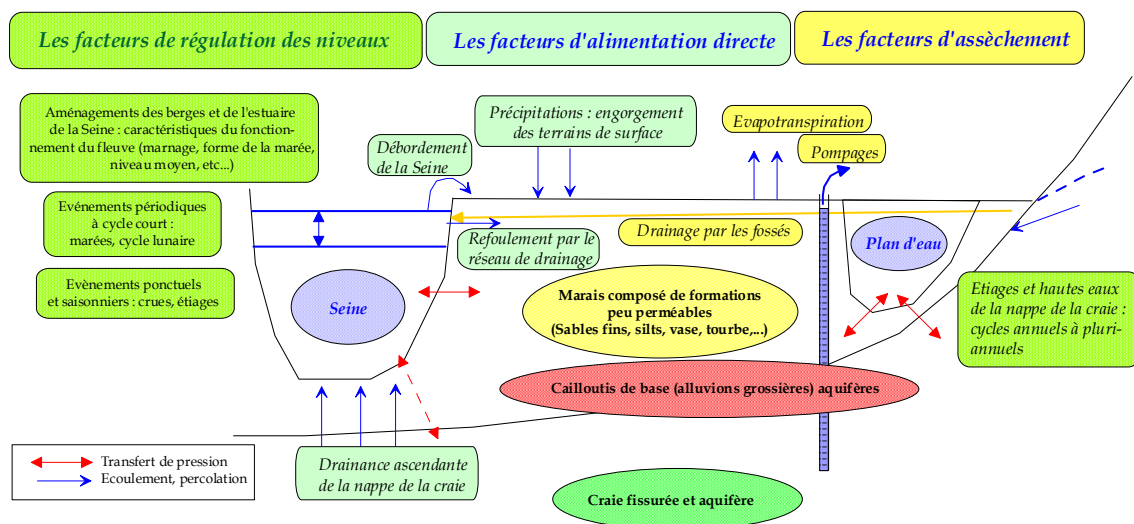 Les facteurs de régulation des niveaux
Les facteurs d'alimentation directe
Les facteurs d'assèchement
Aménagements des berges et de l'estuaire
de la Seine : caractéristiques du fonction-
nement du fleuve (marnage, forme de la marée,
niveau moyen, etc...)
Débordement
de la Seine
Précipitations : engorgement
des terrains de surface
Evapotranspiration
Pompages
Evénements périodiques
à cycle court :
marées, cycle lunaire
Refoulement par le
réseau de drainage
Drainage par les fossés
Plan d'eau
Evènements ponctuels
et saisonniers : crues, étiages
Seine
Marais composé de formations
peu perméables
(Sables fins, silts, vase, tourbe,...)
Etiages et hautes eaux
de la nappe de la craie :
cycles annuels à pluri-
annuels
Cailloutis de base (alluvions grossières) aquifères
Transfert de pression
Ecoulement, percolation
Drainance ascendante
de la nappe de la craie
Craie fissurée et aquifère